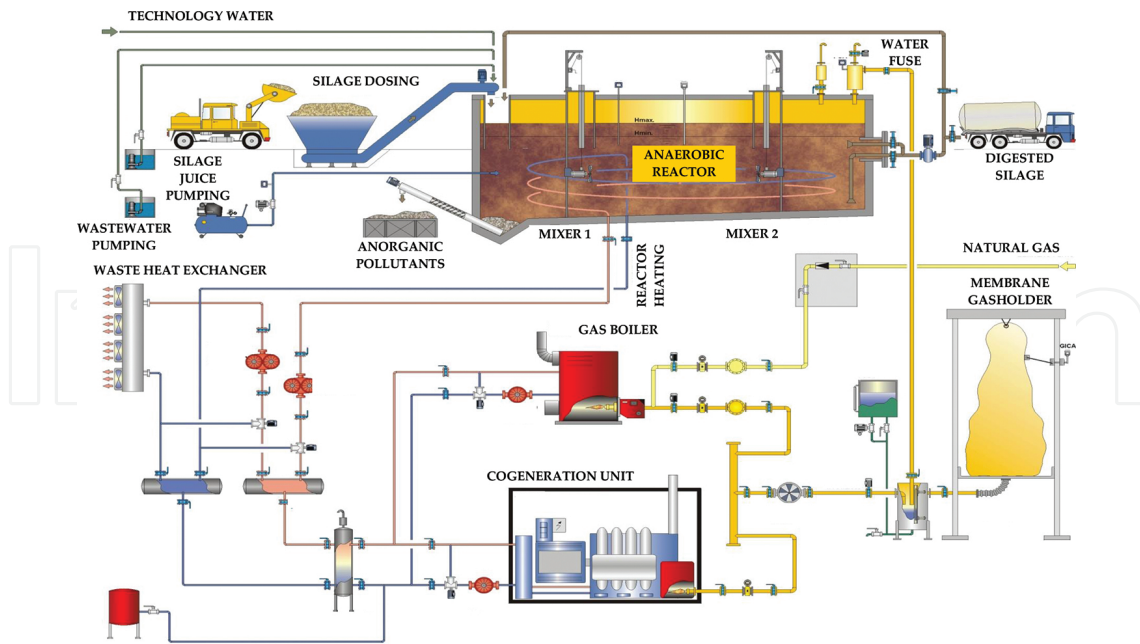 TECHNOLOGY WATER
WATER
FUSE
SILAGE DOSING
Hmax.
Hmin.
ANAEROBIC
REACTOR
SILAGE
JUICE
PUMPING
DIGESTED
SILAGE
WASTEWATER
PUMPING
ANORGANIC
POLLUTANTS
MIXER 1
MIXER 2
REACTOR
HEATING
NATURAL GAS
WASTE HEAT EXCHANGER
MEMBRANE
GASHOLDER
GAS BOILER
GICA
COGENERATION UNIT